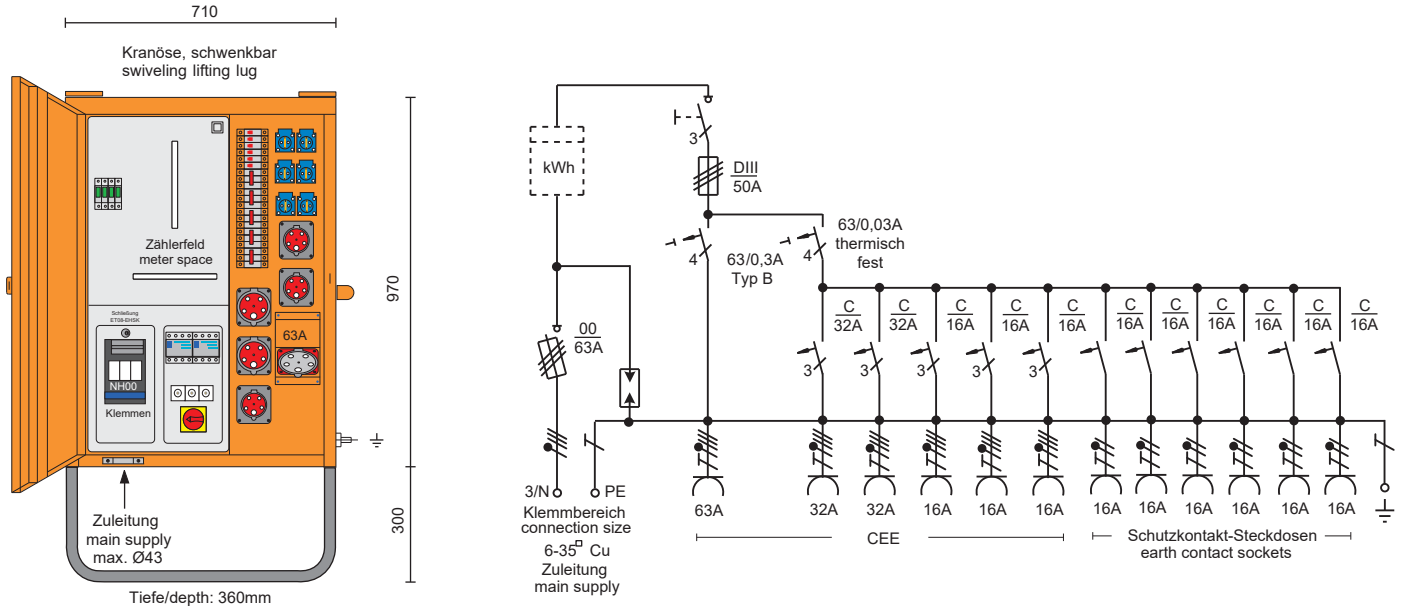 710
Kranöse, schwenkbar
swiveling lifting lug
Zählerfeld
meter space
Schließung
ET08-EHSK
63A
NH00
Klemmen
970
300
Zuleitung
main supply
max. Ø43
Tiefe/depth: 360mm
kWh
3
DIII
50A
4
63/0,3A
Typ B
4
63/0,03A
thermisch
fest
00
63A
C
32A
C
32A
C
16A
C
16A
C
16A
C
16A
C
16A
C
16A
C
16A
C
16A
C
16A
3
3
3
3
3
3/N
PE
Klemmbereich
connection size
6-35□ Cu
Zuleitung
main supply
63A
32A
32A
16A
16A
16A
16A
16A
16A
16A
16A
16A
CEE
Schutzkontakt-Steckdosen
earth contact sockets